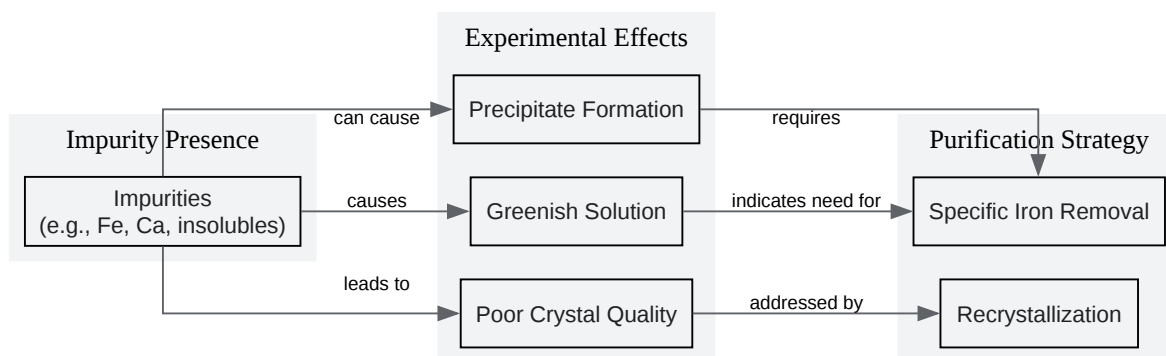 Experimental Effects
Precipitate Formation
can cause
requires
Impurity Presence
Purification Strategy
Impurities
(e.g., Fe, Ca, insolubles)
causes
Greenish Solution
indicates need for
Specific Iron Removal
leads to
Poor Crystal Quality
addressed by
Recrystallization